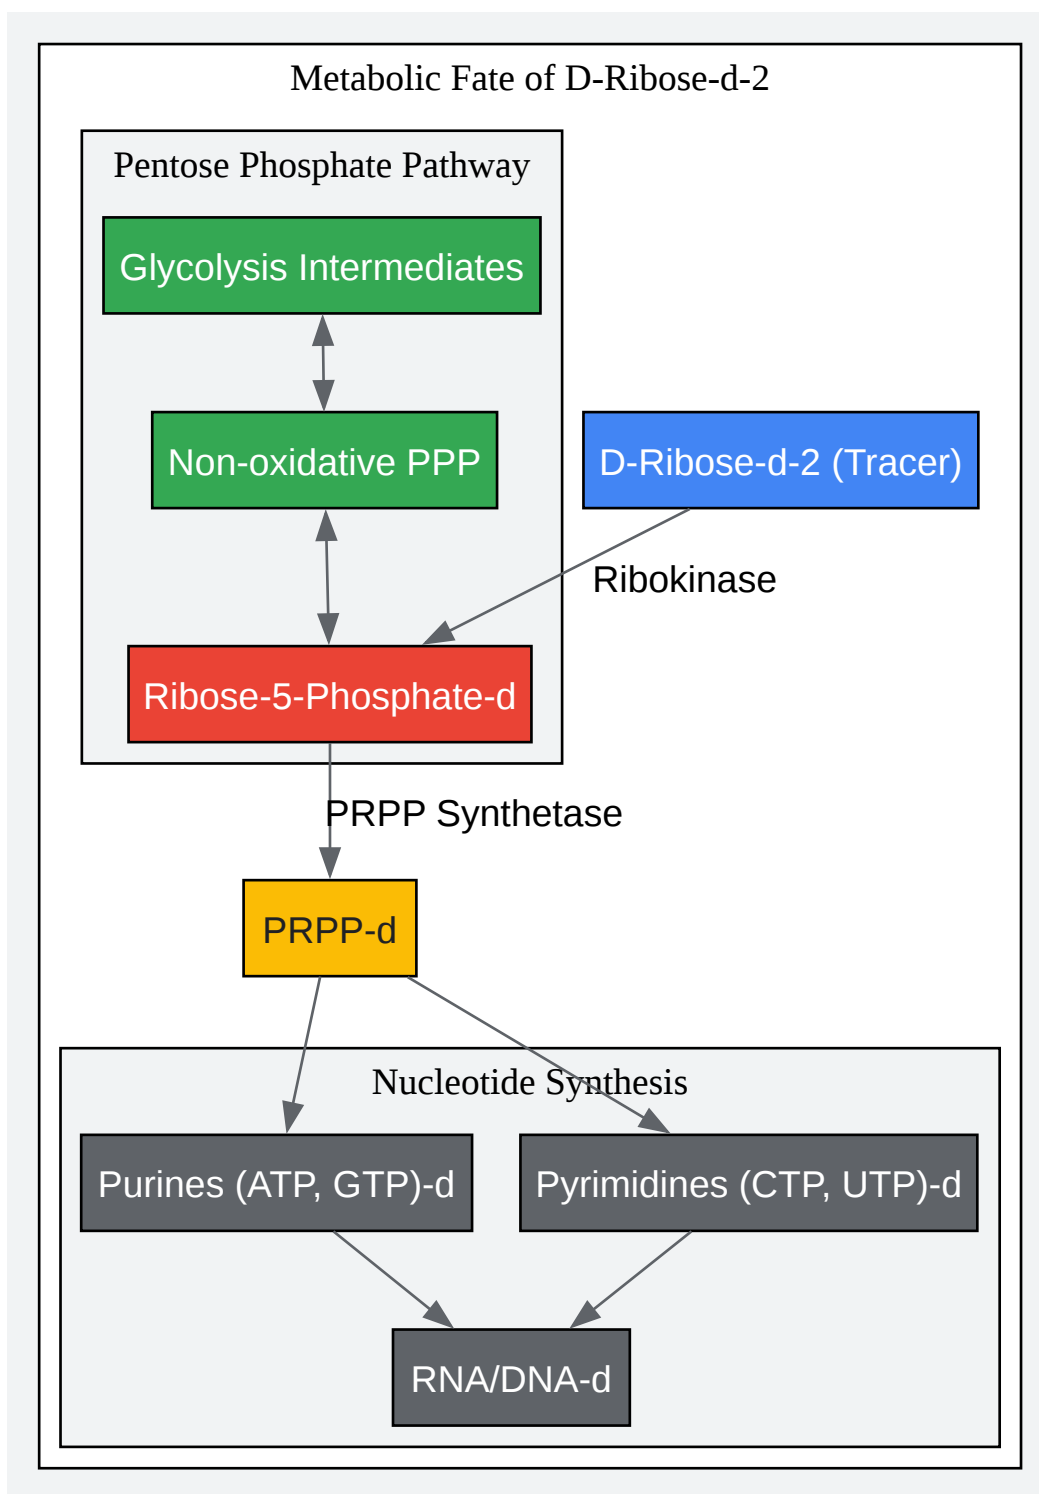 Metabolic Fate of D-Ribose-d-2
Pentose Phosphate Pathway
Glycolysis Intermediates
Non-oxidative PPP
D-Ribose-d-2 (Tracer)
Ribokinase
Ribose-5-Phosphate-d
PRPP Synthetase
PRPP-d
Nucleotide Synthesis
Purines (ATP, GTP)-d
Pyrimidines (CTP, UTP)-d
RNA/DNA-d